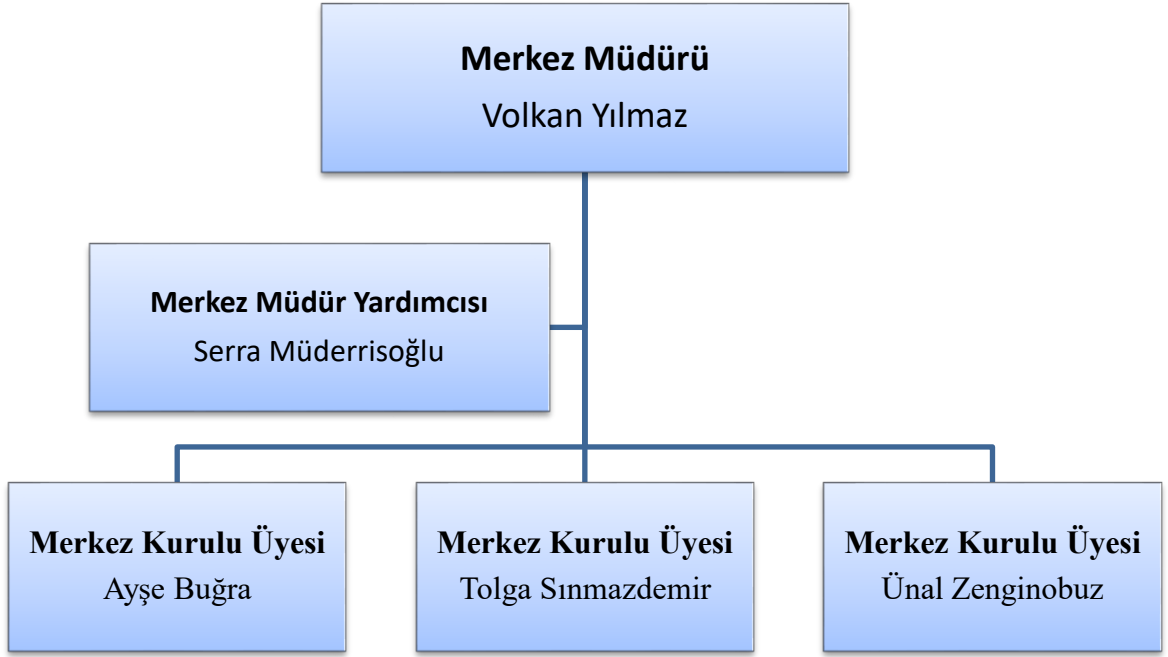 Merkez Müdürü
Volkan Yılmaz
Merkez Müdür Yardımcısı
Serra Müderrisoğlu
Merkez Kurulu Üyesi
Ayşe Buğra
Merkez Kurulu Üyesi
Tolga Sınmazdemir
Merkez Kurulu Üyesi
Ünal Zenginobuz